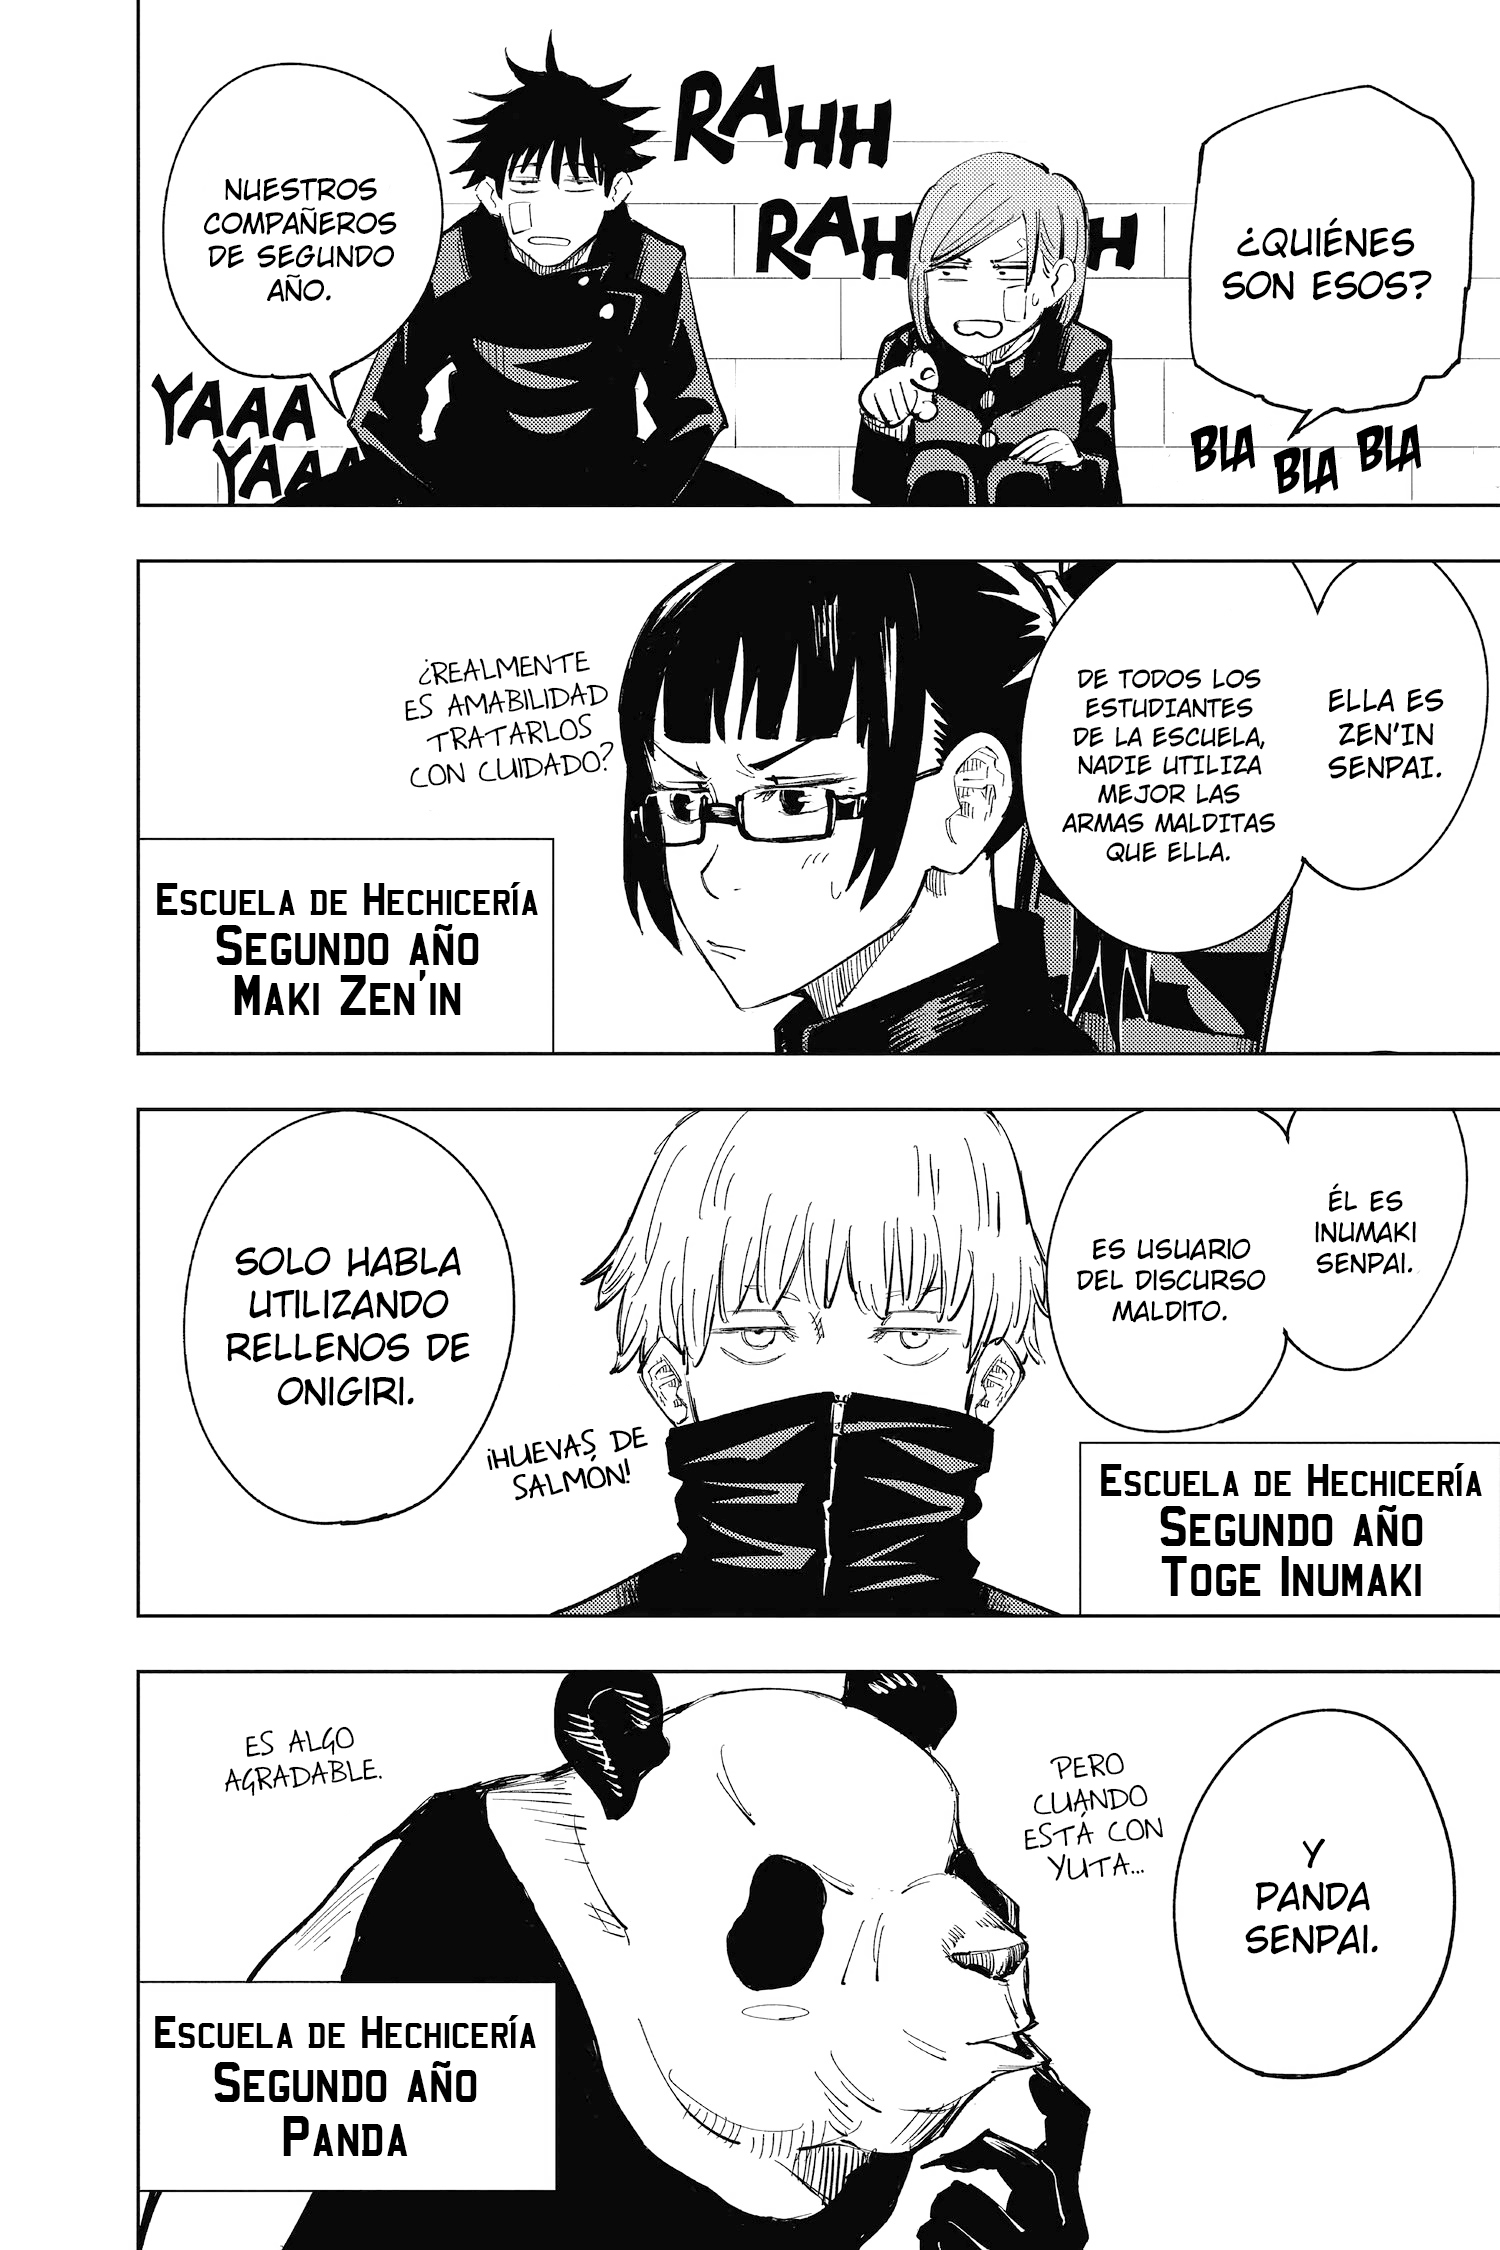 ¿QUIÉNES
SON ESOS?
BLA
BLA
BLA
RAHH
RAH H
NUESTROS
COMPAÑEROS
DE SEGUNDO
AÑO.
YAAA
YAAA
ELLA ES
ZEN'IN
SENPAI.
DE TODOS LOS
ESTUDIANTES
DE LA ESCUELA,
NADIE UTILIZA
MEJOR LAS
ARMAS MALDITAS
QUE ELLA.
¿REALMENTE
ES AMABILIDAD
TRATARLOS
CON CUIDADO?
ESCUELA DE HECHICERÍA
SEGUNDO AÑO
MAKI ZEN'IN
ÉL ES
INUMAKI
SENPAI.
ES USUARIO
DEL DISCURSO
MALDITO.
ESCUELA DE HECHICERÍA
SEGUNDO AÑO
TOGE INUMAKI
¡HUEVAS DE
SALMÓN!
SOLO HABLA
UTILIZANDO
RELLENOS DE
ONIGIRI.
Y
PANDA
SENPAI.
PERO
CUANDO
ESTÁ CON
YUTA...
ES ALGO
AGRADABLE.
ESCUELA DE HECHICERÍA
SEGUNDO AÑO
PANDA